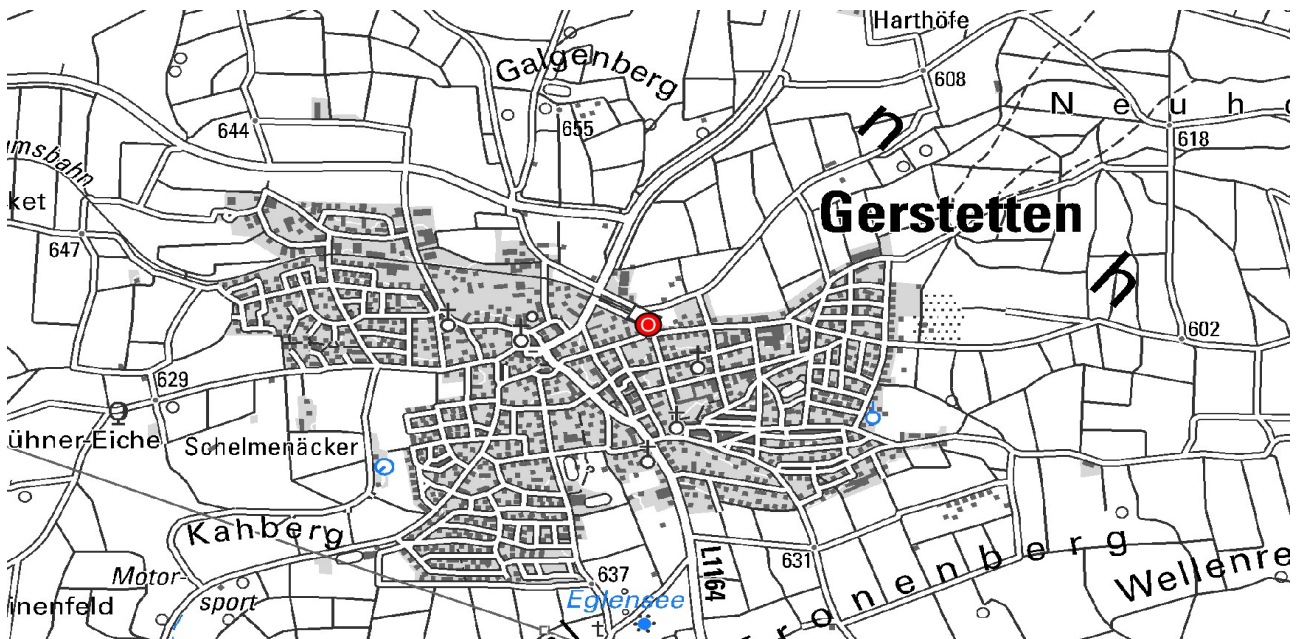 Harthöfe
Galgenberg
608
N e u h
644
655
n
618
msbahn
ket
Gerstetten
647
h
602
629
ühner-Eiche
Schelmenäcker
Kahberg
631
Motor-
sport
637
L1164
ronenberg
Wellenre
inenfeld
Eglensee